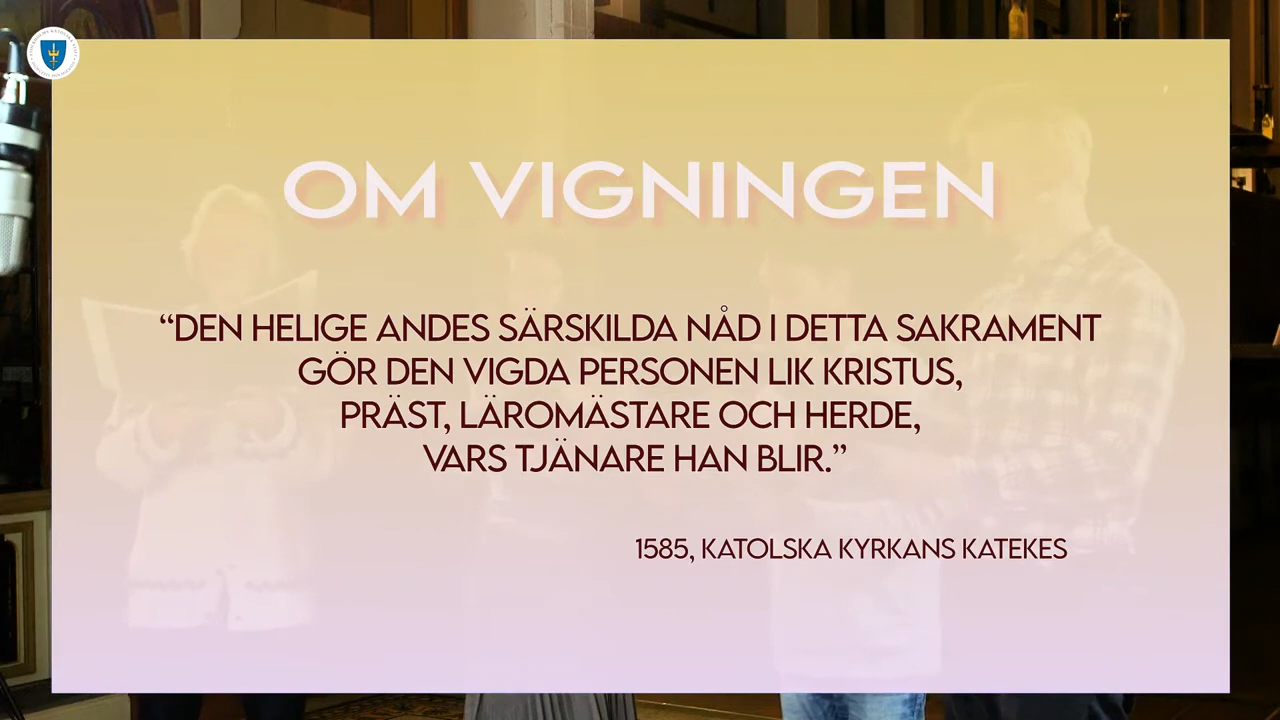 OM VIGNINGEN
“DEN HELIGE ANDES SÄRSKILDA NÅD I DETTA SAKRAMENT
GÖR DEN VIGDA PERSONEN LIK KRISTUS,
PRÄST, LÄROMÄSTARE OCH HERDE,
VARS TJÄNARE HAN BLIR.”
1585, KATOLSKA KYRKANS KATEKES